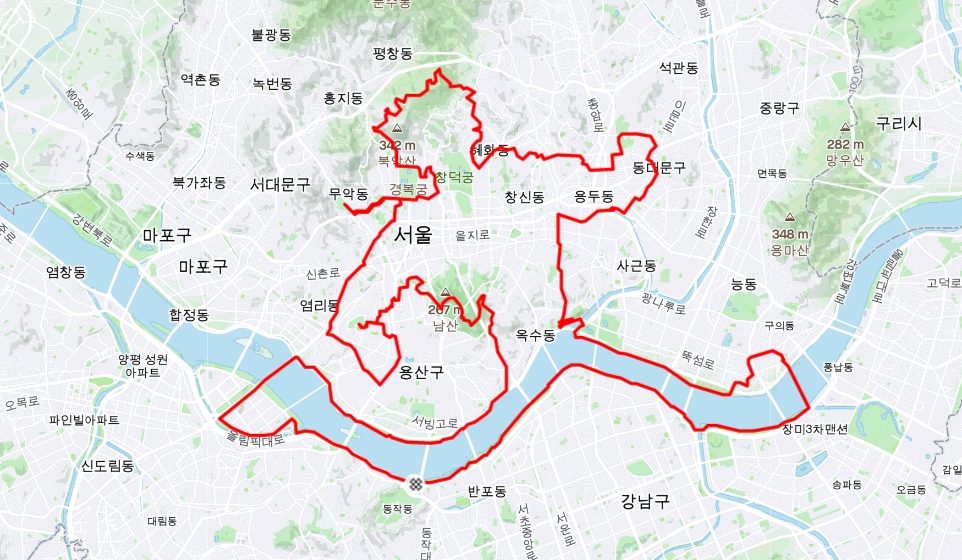 불광동
평창동
역촌동
녹번동
석관동
홍지동
중랑구
구리시
종암로
수색동
342 m
북악산
혜화동
282 m
망우산
동대문구
면목동
북가좌동
서대문구
무악동
경복궁
창덕궁
창신동
용두동
강변북로
마포구
서울
을지로
348 m
용마산
마포구
신촌로
사근동
염창동
능동
고덕로
염리동
267 m
남산
광나루로
합정동
옥수동
구의동
양평 성원
아파트
용산구
뚝섬로
풍납동
오목로
파인빌아파트
서빙고로
올림픽대로
장미3차맨션
신도림동
반포동
강남구
송파동
오금동
동작동
대림동